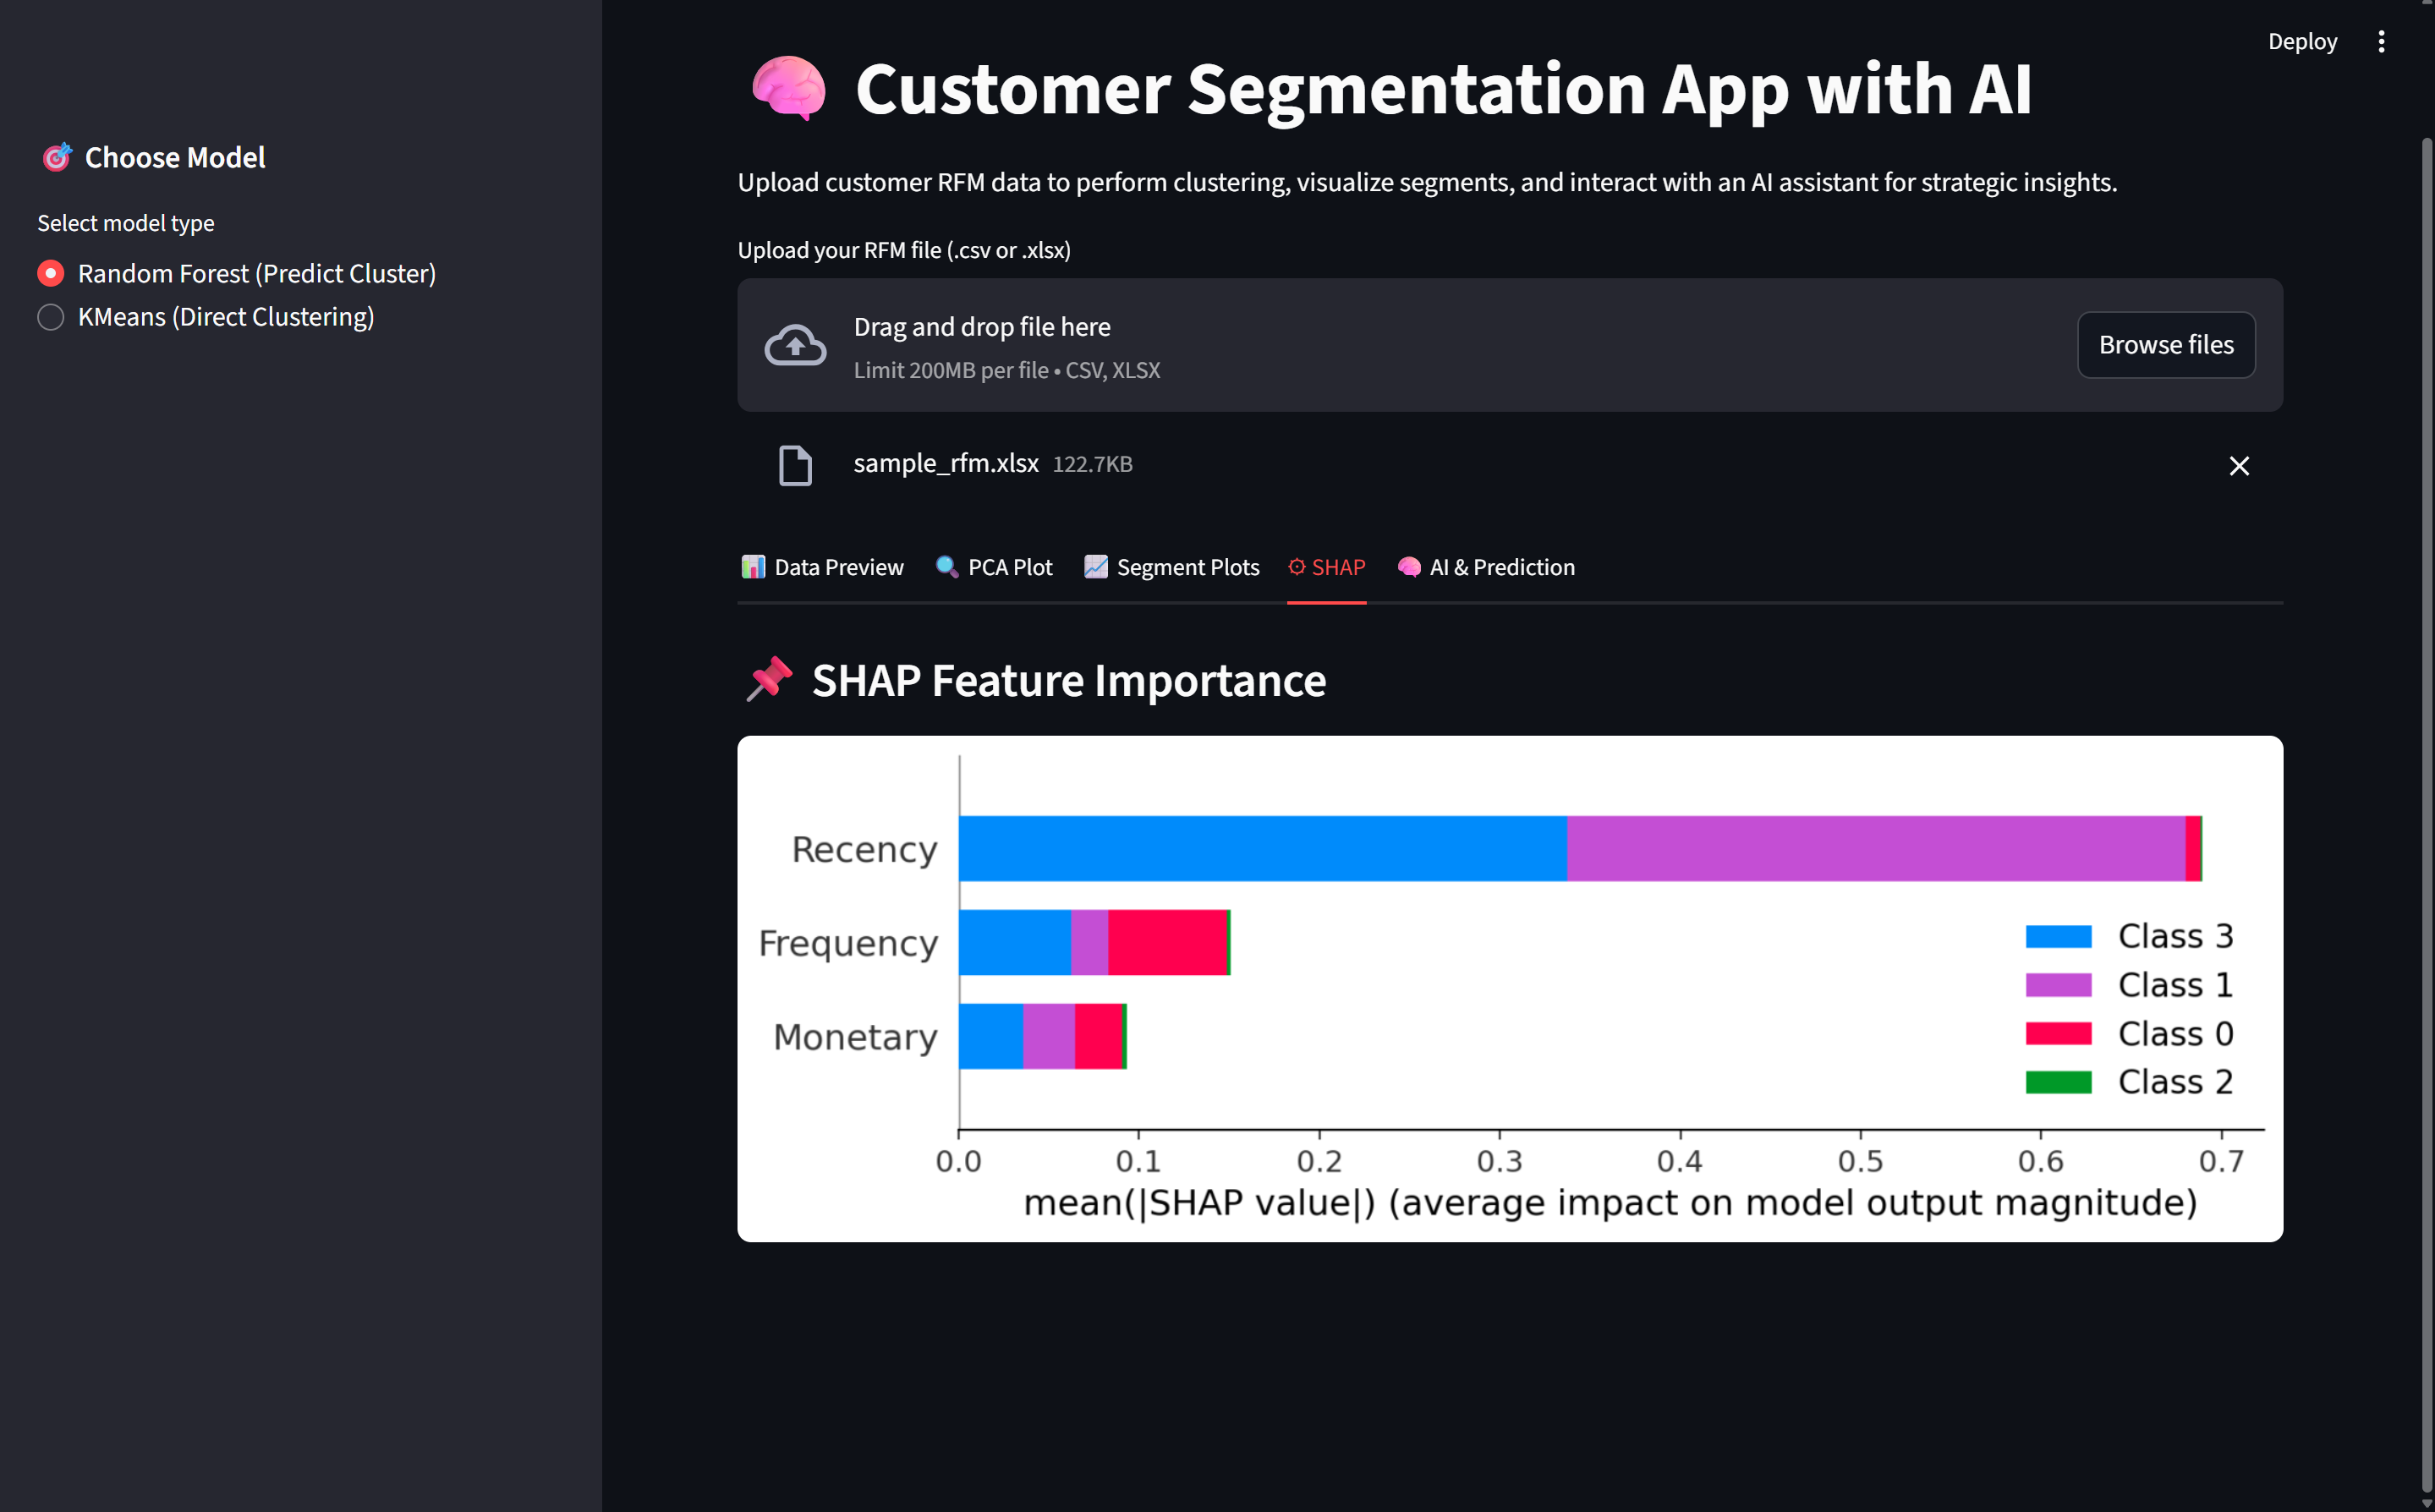 Deploy
Customer Segmentation App with AI
Choose Model
Select model type
Random Forest (Predict Cluster)
KMeans (Direct Clustering)
Upload customer RFM data to perform clustering, visualize segments, and interact with an AI assistant for strategic insights.
Upload your RFM file (.csv or .xlsx)
Drag and drop file here
Limit 200MB per file • CSV, XLSX
Browse files
sample_rfm.xlsx 122.7KB
Data Preview PCA Plot Segment Plots SHAP AI & Prediction
SHAP Feature Importance
Recency
Frequency
Monetary
Class 3
Class 1
Class 0
Class 2
0.0 0.1 0.2 0.3 0.4 0.5 0.6 0.7
mean(|SHAP value|) (average impact on model output magnitude)